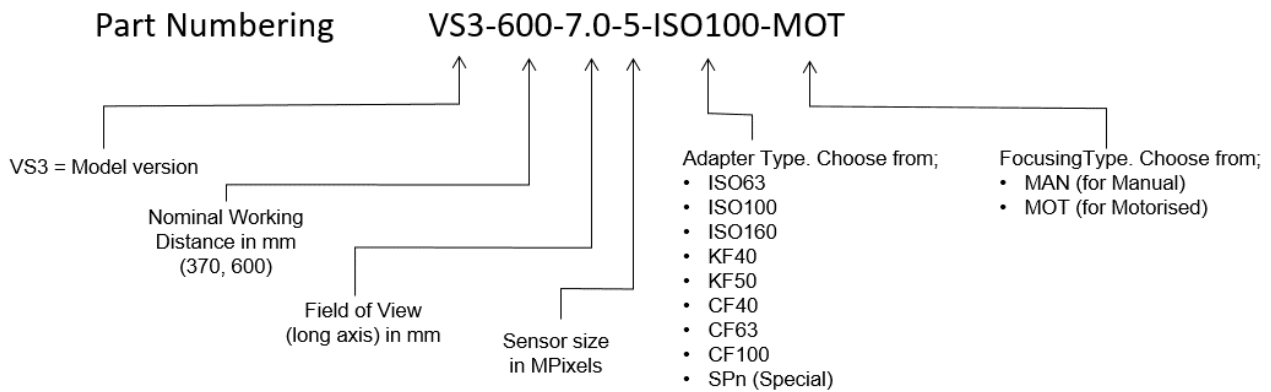 Part Numbering VS3-600-7.0-5-ISO100-MOT
VS3 = Model version
Nominal Working
Distance in mm
(370, 600)
Field of View
(long axis) in mm
Sensor size
in MPixels
Adapter Type. Choose from;
• ISO63
• ISO100
• ISO160
• KF40
• KF50
• CF40
• CF63
• CF100
• SPn (Special)
FocusingType. Choose from;
• MAN (for Manual)
• MOT (for Motorised)